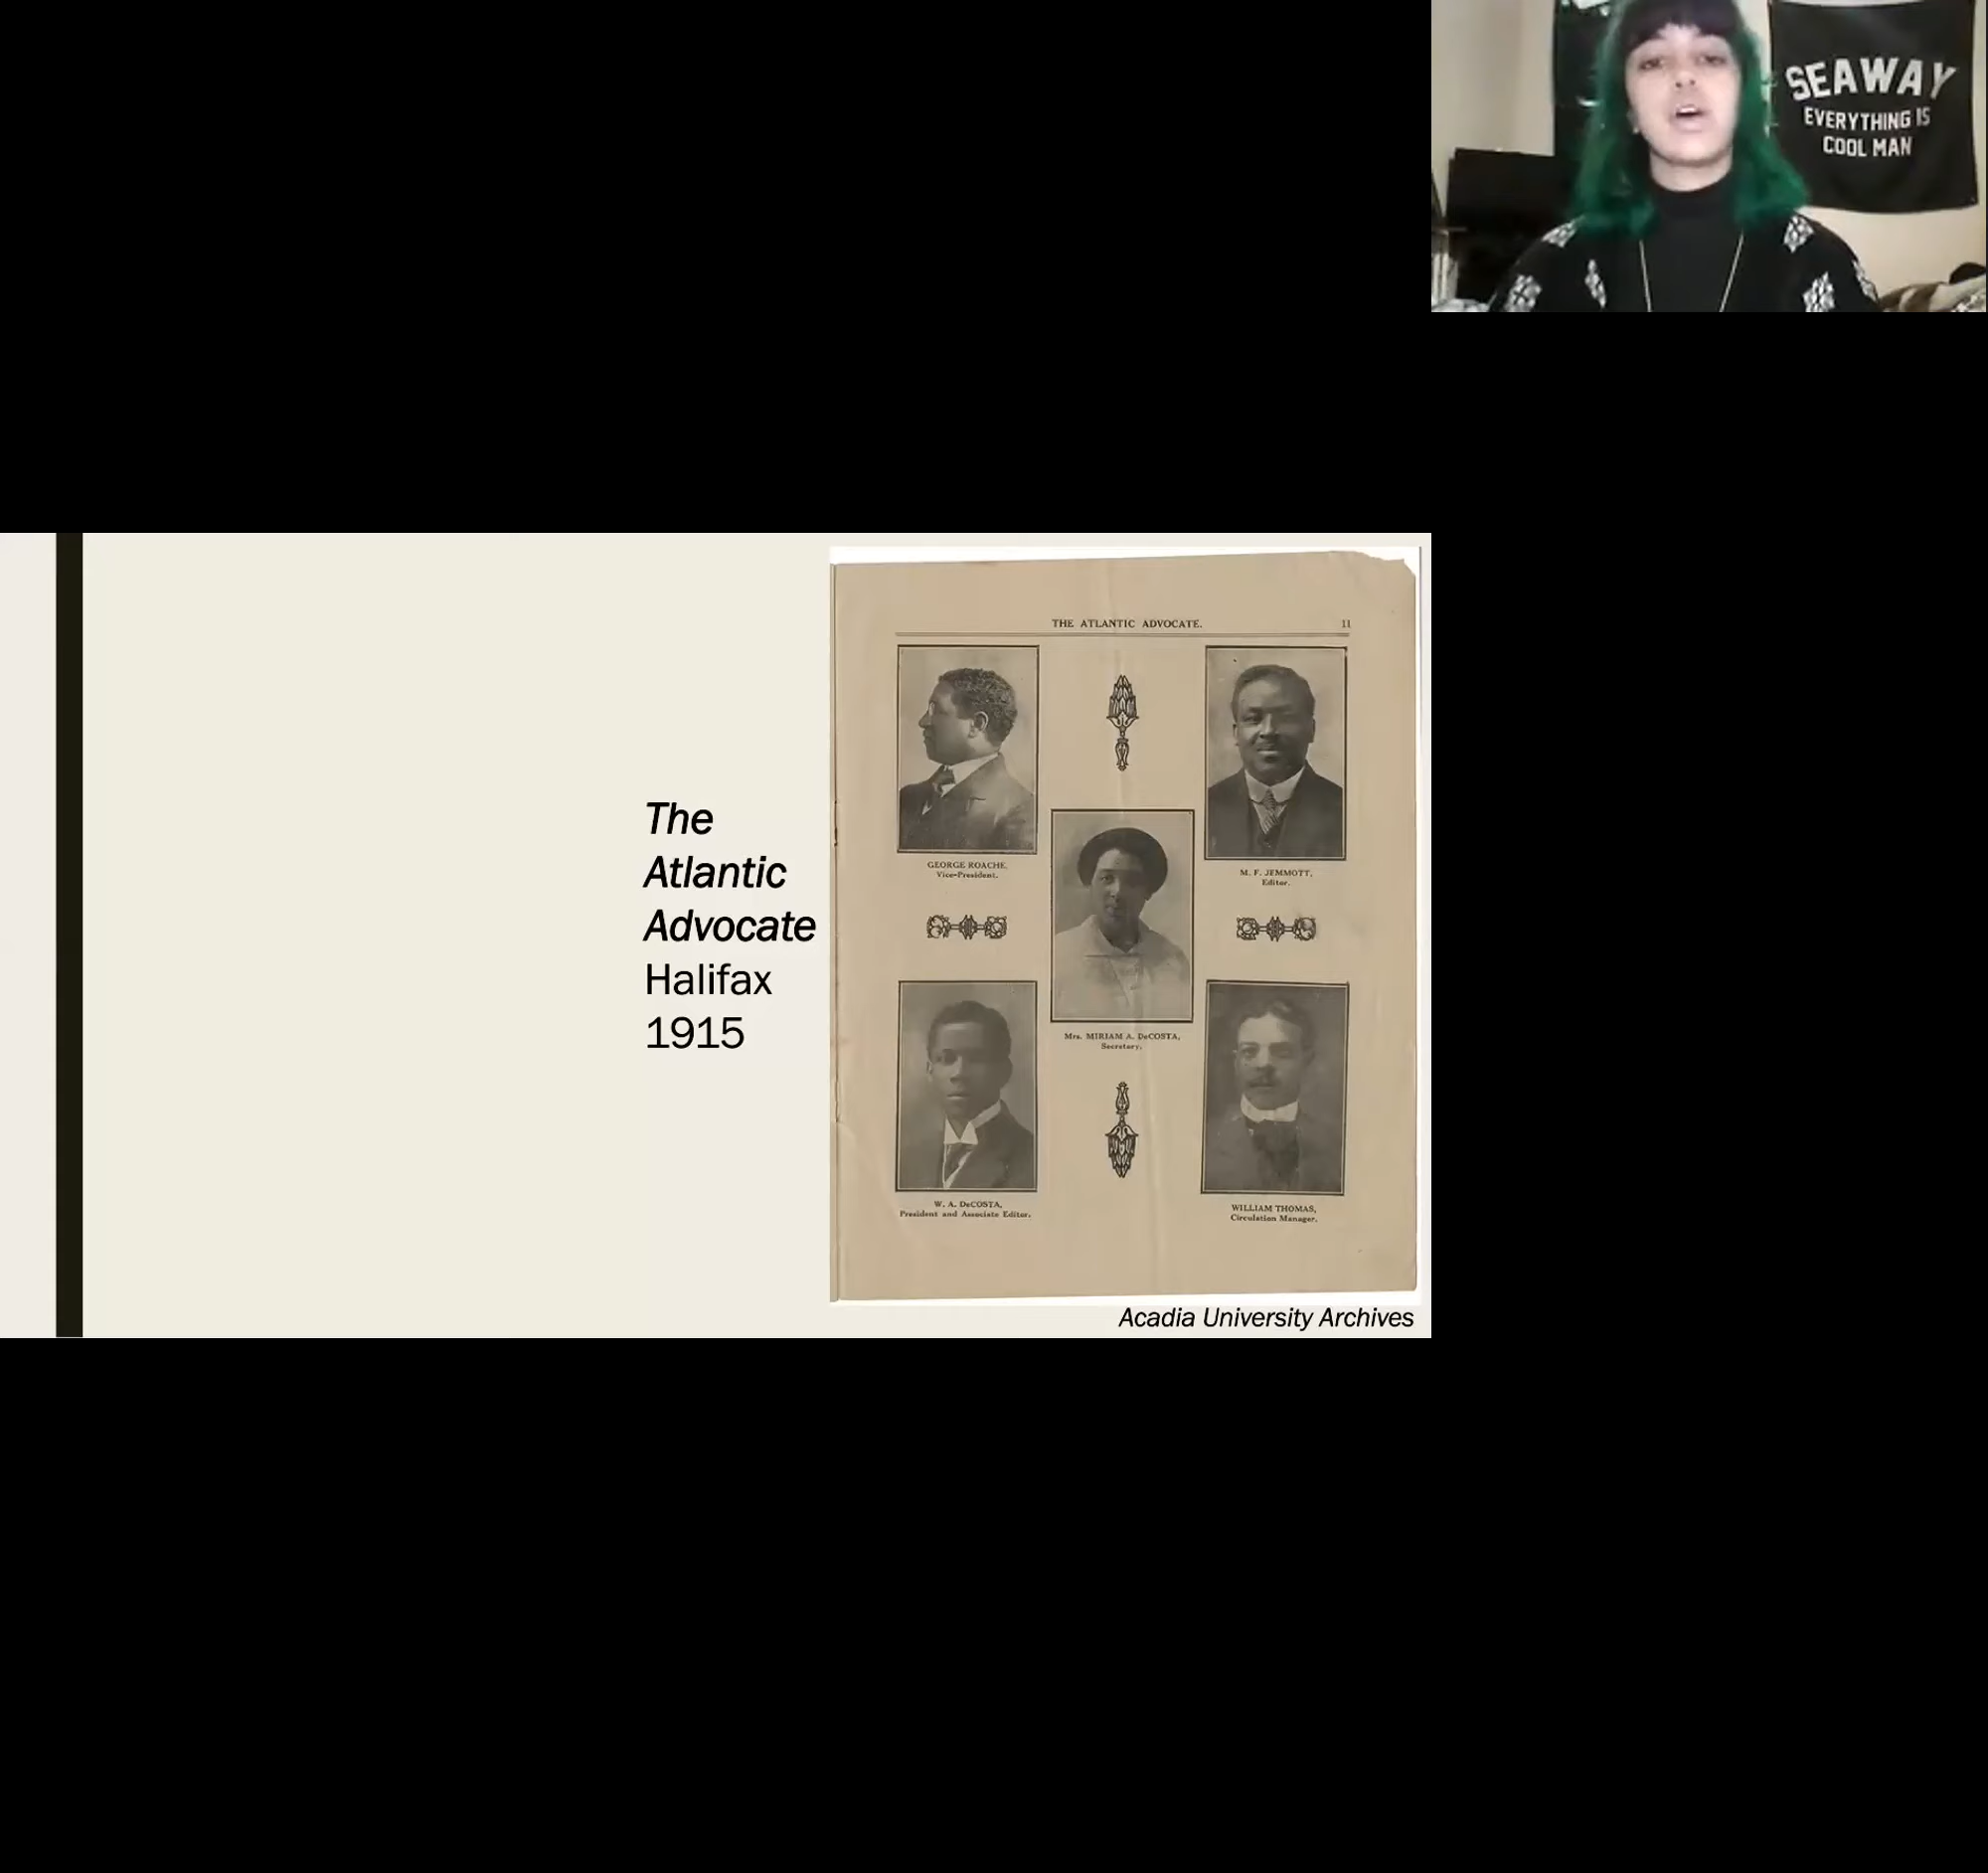 SEAWAY
EVERYTHING IS
COOL MAN
The
Atlantic
Advocate
Halifax
1915
THE ATLANTIC ADVOCATE. 11
GEORGE ROACHE,
Vice-President.
M. F. JEMMOTT,
Editor.
Mrs. MIRIAM A. DeCOSTA,
Secretary.
W. A. DeCOSTA,
President and Associate Editor.
WILLIAM THOMAS,
Circulation Manager.
Acadia University Archives